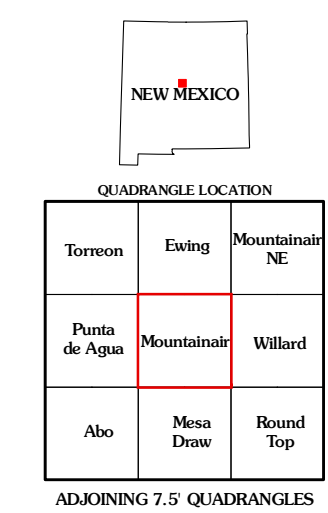 NEW MEXICO
QUADRANGLE LOCATION
Torreon
Ewing
Mountainair
NE
Punta
de Agua
Mountainair
Willard
Abo
Mesa
Draw
Round
Top
ADJOINING 7.5' QUADRANGLES